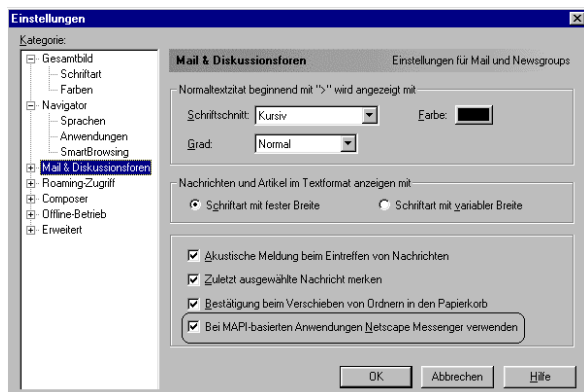 Einstellungen
Kategorie:
Gesamtbild
Schriftart
Farben
Navigator
Sprachen
Anwendungen
SmartBrowsing
Mail & Diskussionsforen
Roaming-Zugriff
Composer
Offline-Betrieb
Erweitert
Mail & Diskussionsforen Einstellungen für Mail und Newsgroups
Normaltextzitat beginnend mit ">" wird angezeigt mit
Schriftschnitt: Kursiv Farbe:
Grad: Normal
Nachrichten und Artikel im Textformat anzeigen mit
Schriftart mit fester Breite Schriftart mit variabler Breite
Akustische Meldung beim Eintreffen von Nachrichten
Zuletzt ausgewählte Nachricht merken
Bestätigung beim Verschieben von Ordnern in den Papierkorb
Bei MAPI-basierten Anwendungen Netscape Messenger verwenden
OK Abbrechen Hilfe